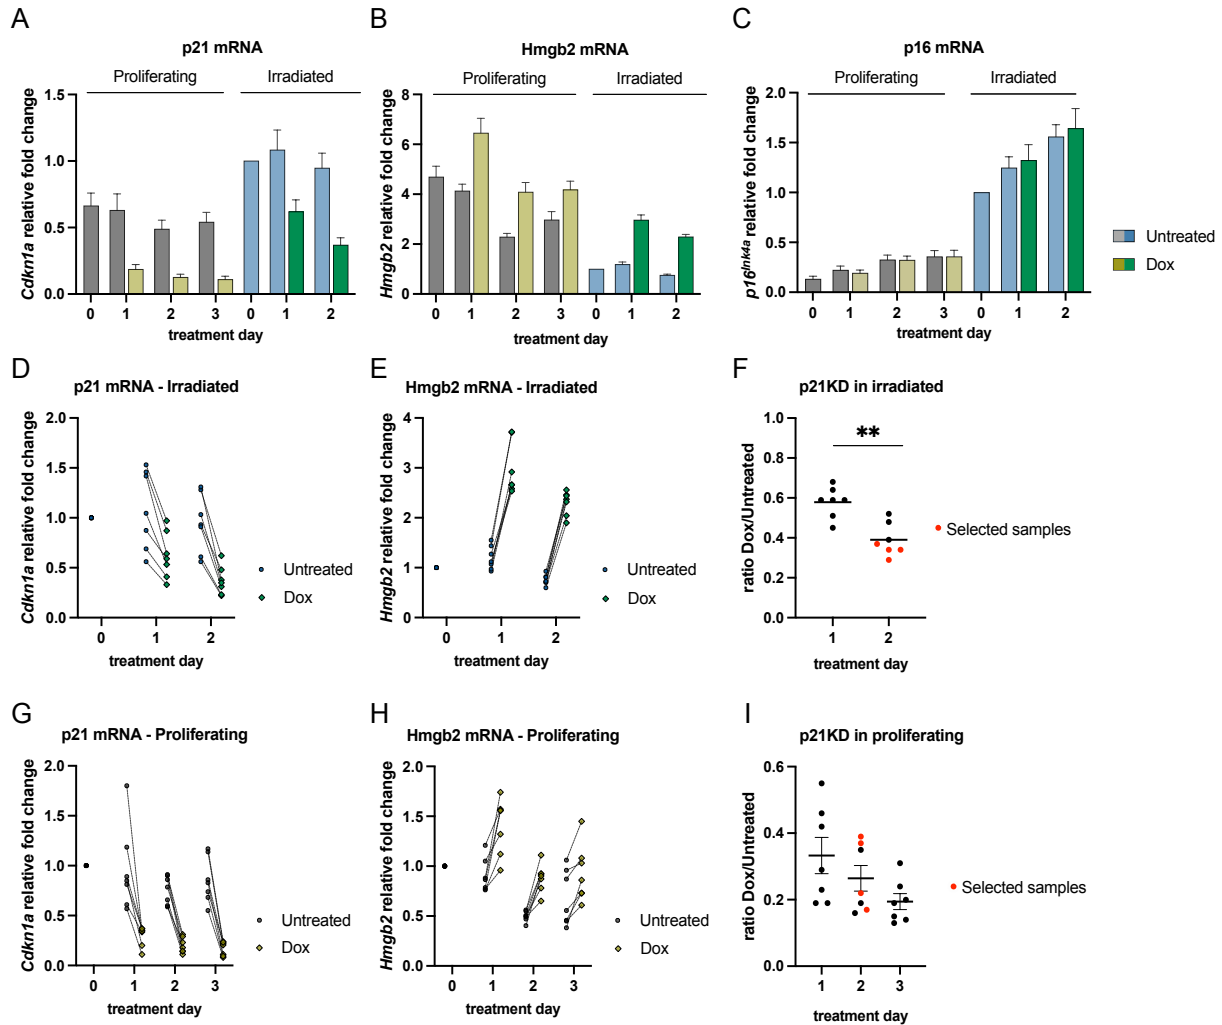 A
p21 mRNA
Proliferating
Irradiated
Cdkn1a relative fold change
1.5
1.0
0.5
0.0
0 1 2 3 0 1 2
treatment day
B
Hmgb2 mRNA
Proliferating
Irradiated
Hmgb2 relative fold change
8
6
4
2
0
0 1 2 3 0 1 2
treatment day
C
p16 mRNA
Proliferating
Irradiated
p16Ink4a relative fold change
2.0
1.5
1.0
0.5
0.0
0 1 2 3 0 1 2
treatment day
Untreated
Dox
D
p21 mRNA - Irradiated
Cdkn1a relative fold change
2.0
1.5
1.0
0.5
0.0
0 1 2
treatment day
Untreated
Dox
E
Hmgb2 mRNA - Irradiated
Hmgb2 relative fold change
4
3
2
1
0
0 1 2
treatment day
Untreated
Dox
F
p21KD in irradiated
ratio Dox/Untreated
1.0
0.8
0.6
0.4
0.2
0.0
**
1 2
treatment day
Selected samples
G
p21 mRNA - Proliferating
Cdkn1a relative fold change
2.0
1.5
1.0
0.5
0.0
0 1 2 3
treatment day
Untreated
Dox
H
Hmgb2 mRNA - Proliferating
Hmgb2 relative fold change
2.0
1.5
1.0
0.5
0.0
0 1 2 3
treatment day
Untreated
Dox
I
p21KD in proliferating
ratio Dox/Untreated
0.6
0.4
0.2
0.0
1 2 3
treatment day
Selected samples